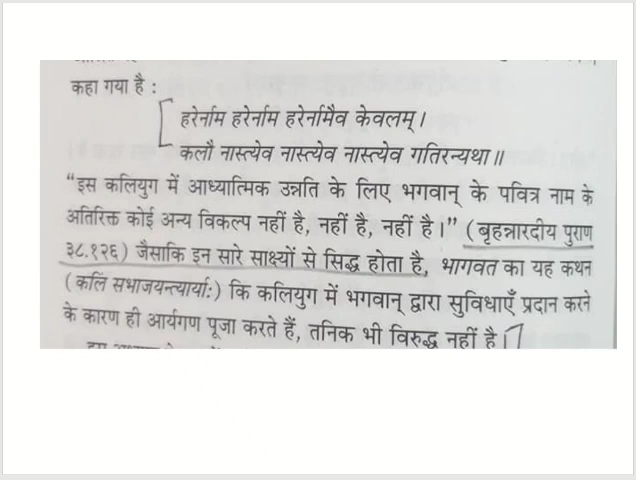 कहा गया है :
हरेर्नाम हरेर्नाम हरेर्नामैव केवलम्।
कलौ नास्त्येव नास्त्येव नास्त्येव गतिरन्यथा॥
“इस कलियुग में आध्यात्मिक उन्नति के लिए भगवान् के पवित्र नाम के
अतिरिक्त कोई अन्य विकल्प नहीं है, नहीं है, नहीं है।” (बृहन्नारदीय पुराण
३८.१२६) जैसाकि इन सारे साक्ष्यों से सिद्ध होता है, भागवत का यह कथन
(कलिं सभाजयन्त्यार्याः) कि कलियुग में भगवान् द्वारा सुविधाएँ प्रदान करने
के कारण ही आर्यगण पूजा करते हैं, तनिक भी विरुद्ध नहीं है।